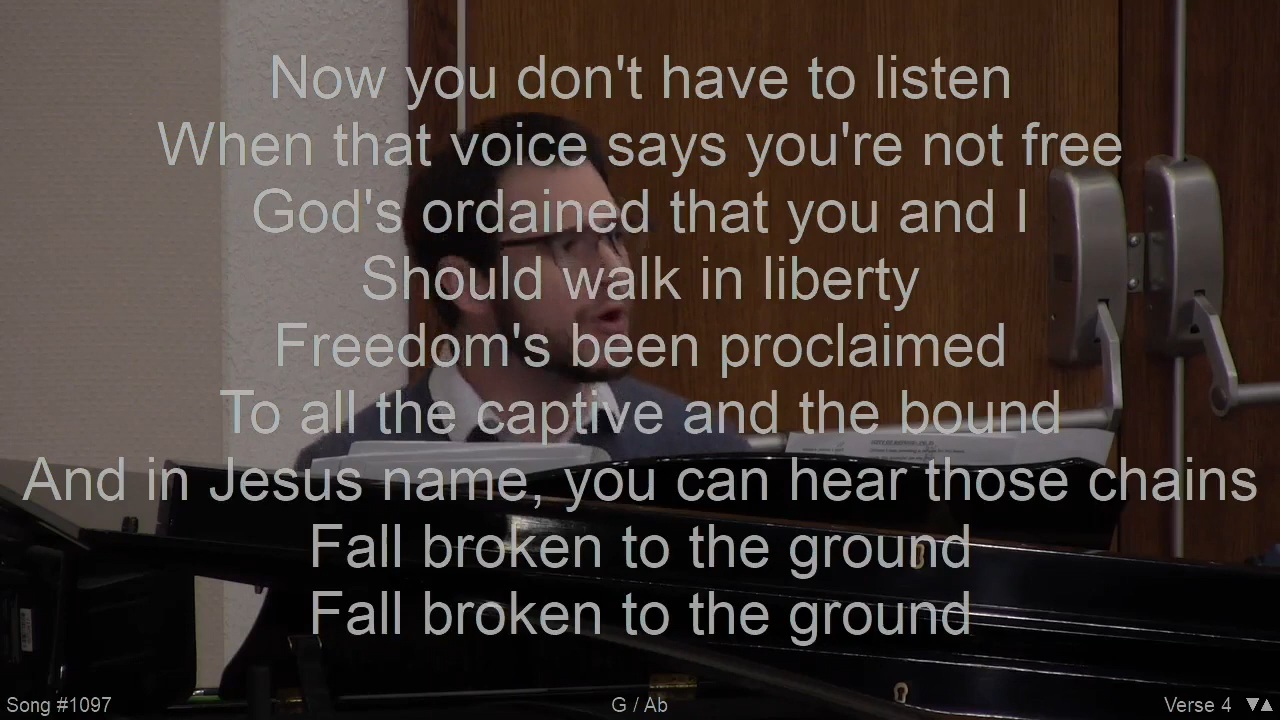 Now you don't have to listen
When that voice says you're not free
God's ordained that you and I
Should walk in liberty
Freedom's been proclaimed
To all the captive and the bound
And in Jesus name, you can hear those chains
Fall broken to the ground
Fall broken to the ground
Song #1097
G / Ab
Verse 4 ▼▲